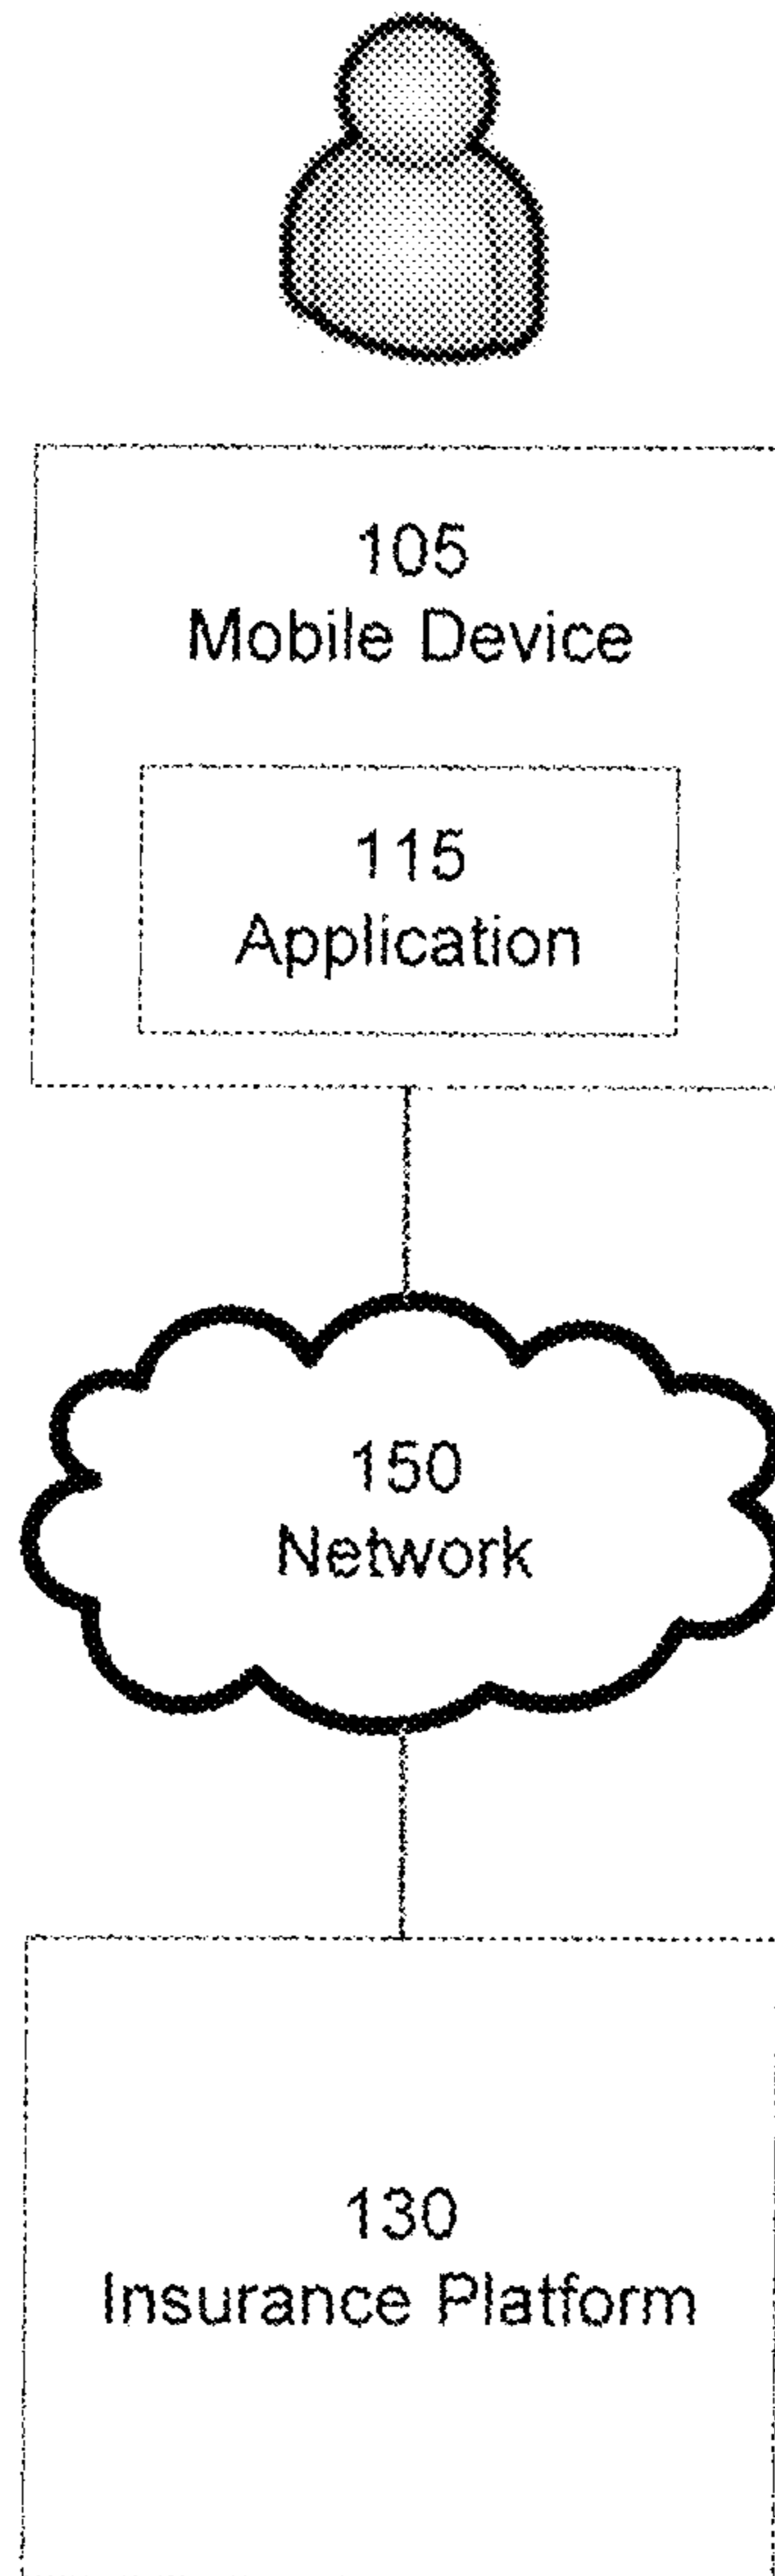 105
Mobile Device
115
Application
150
Network
130
Insurance Platform